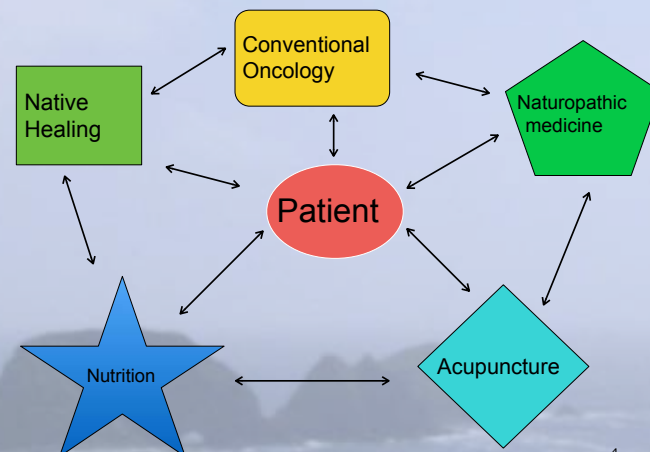 Conventional
Oncology
Native
Healing
Naturopathic
medicine
Patient
Nutrition
Acupuncture